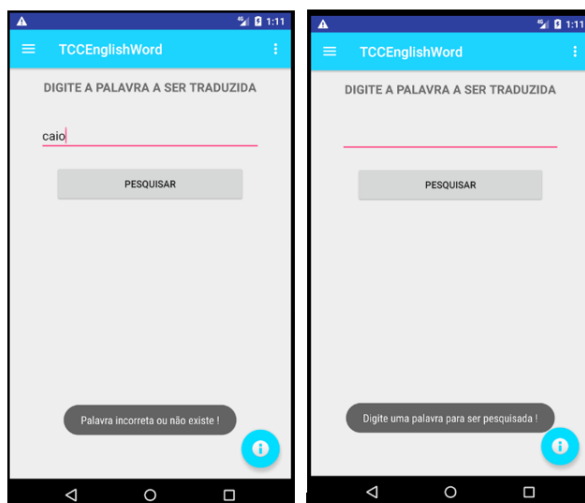 1:11
TCCEnglishWord
DIGITE A PALAVRA A SER TRADUZIDA
caio
PESQUISAR
Palavra incorreta ou não existe !
1:11
TCCEnglishWord
DIGITE A PALAVRA A SER TRADUZIDA
PESQUISAR
Digite uma palavra para ser pesquisada !